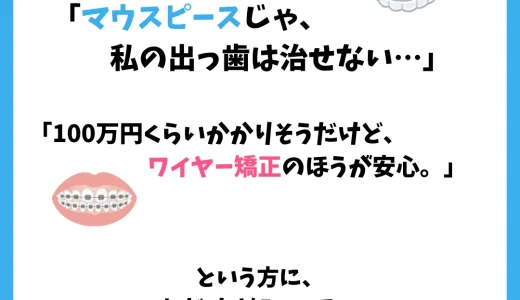 「マウスピースじゃ、
私の出っ歯は治せない…」
「100万円くらいかかりそうだけど、
ワイヤー矯正のほうが安心。」
という方に、